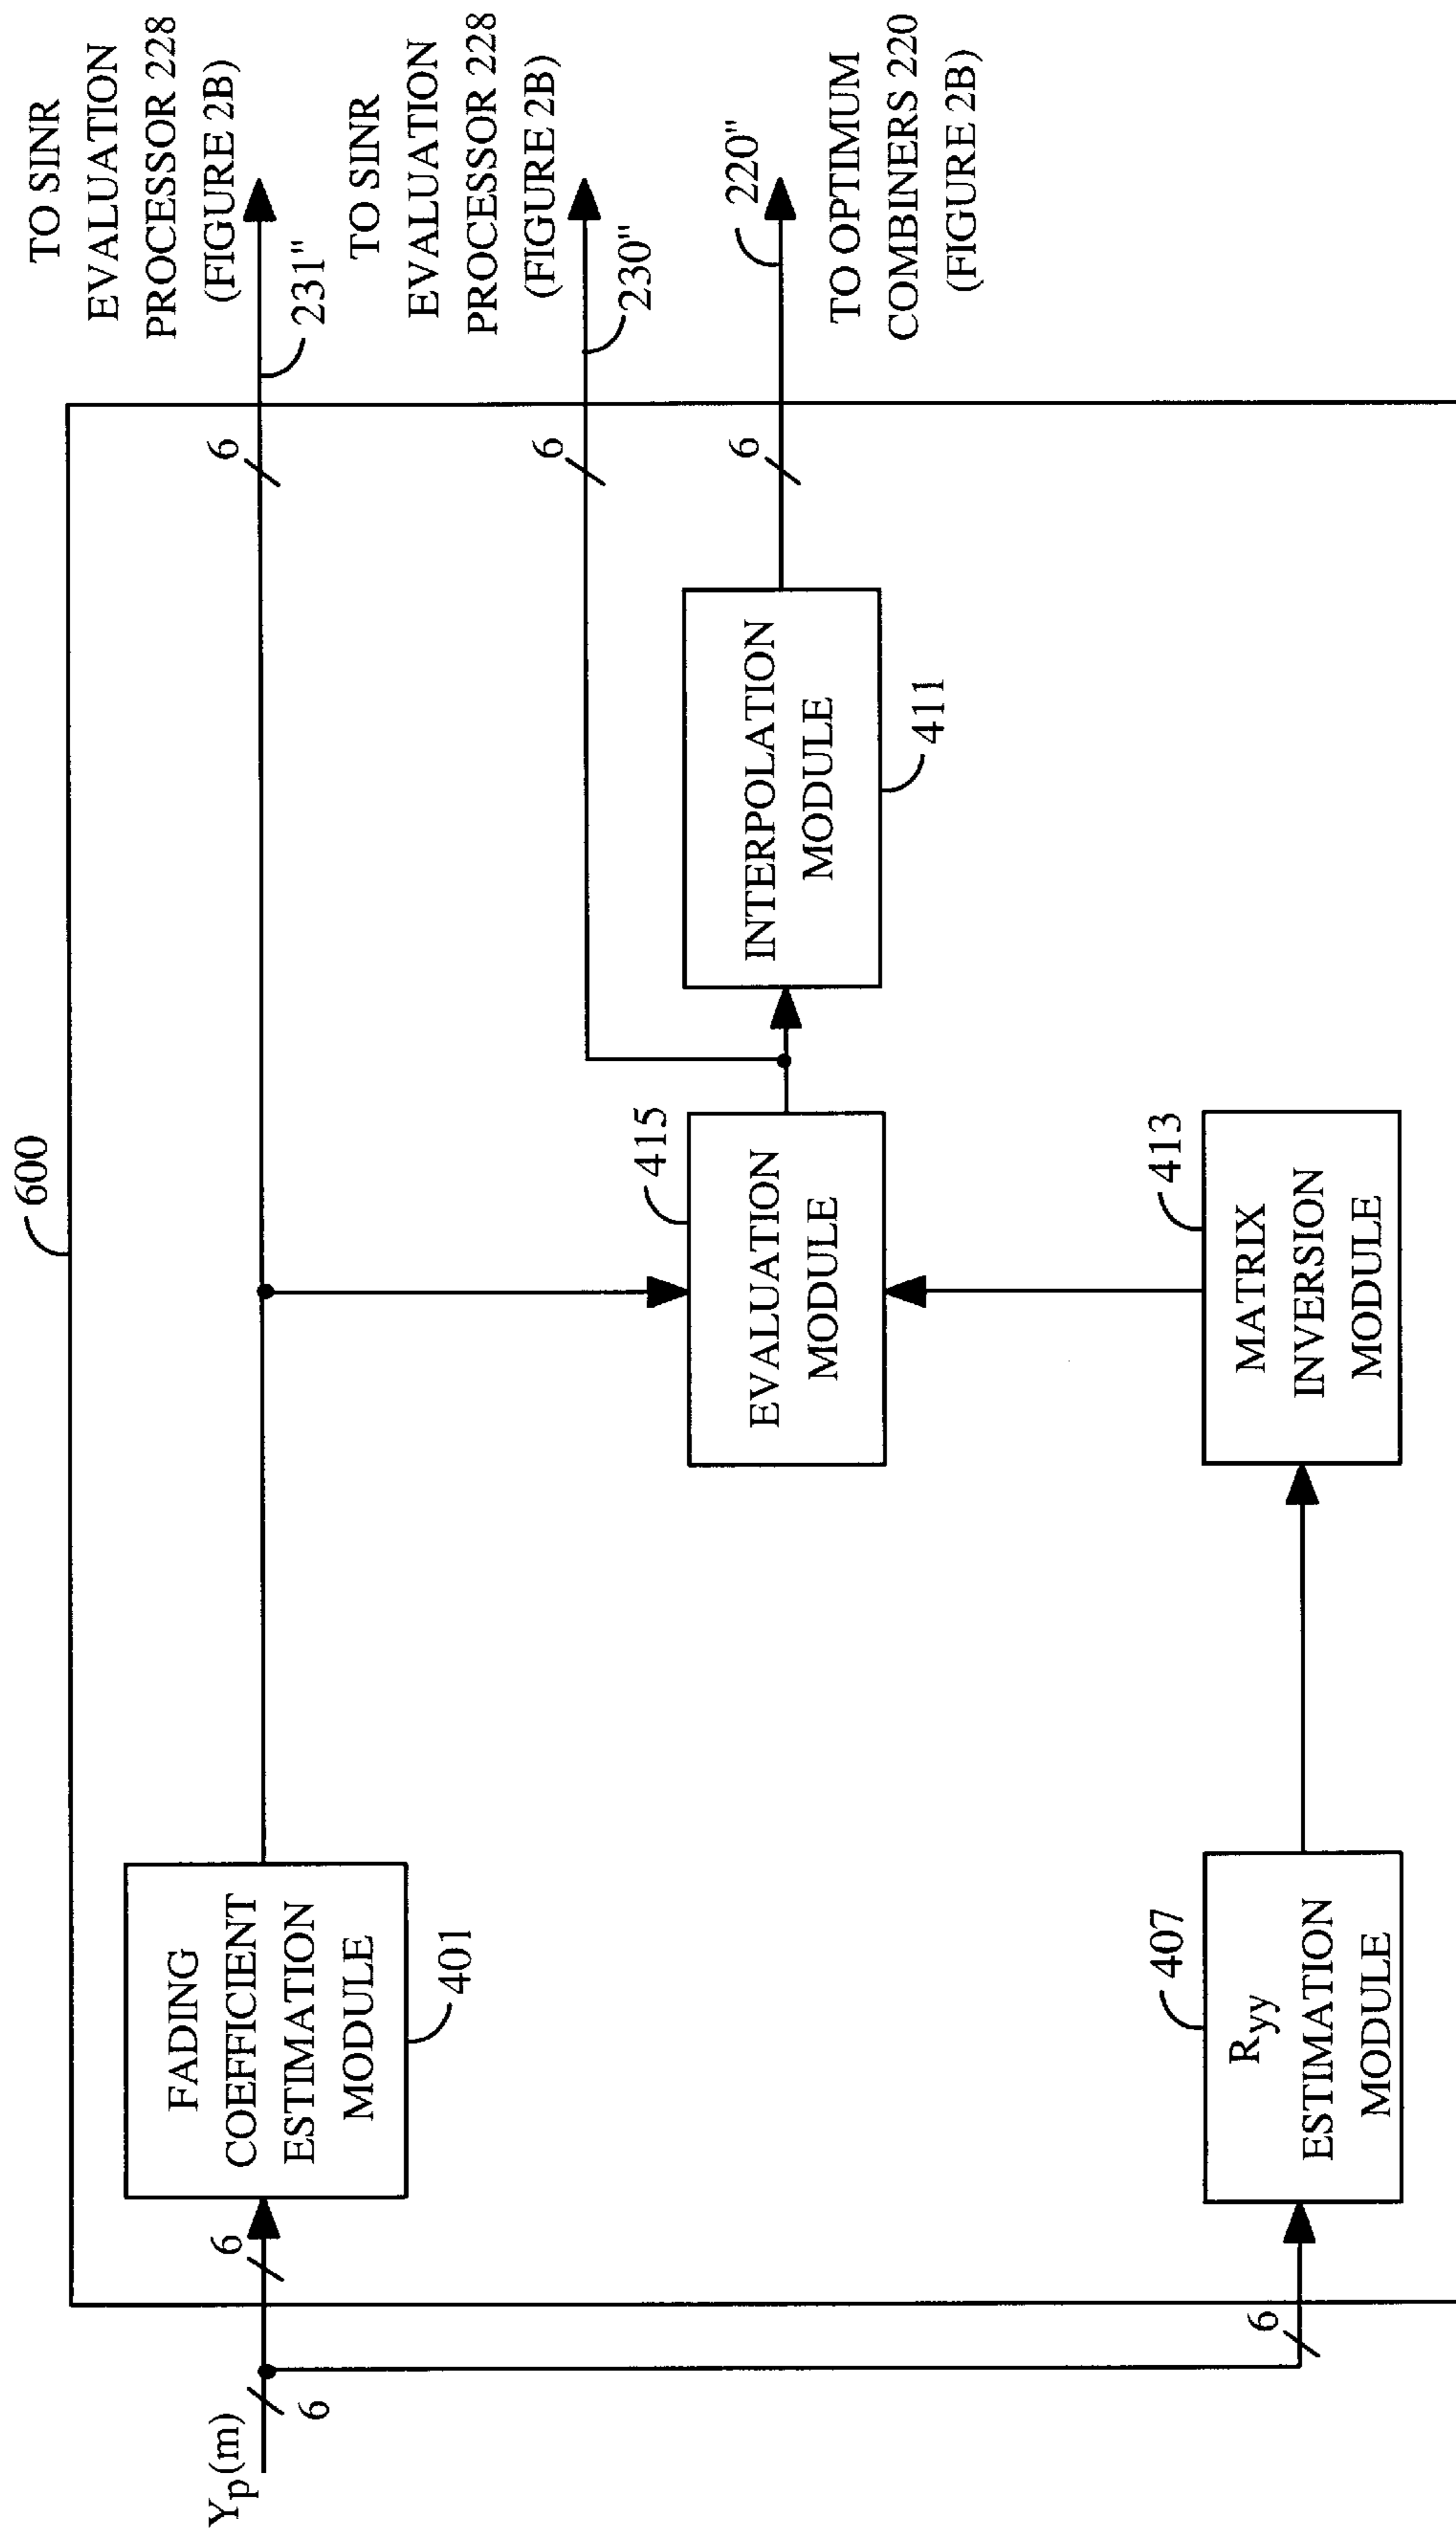 600
Yp(m)
6
6
FADING
COEFFICIENT
ESTIMATION
MODULE
401
6
231"
TO SINR
EVALUATION
PROCESSOR 228
(FIGURE 2B)
6
230"
TO SINR
EVALUATION
PROCESSOR 228
(FIGURE 2B)
415
EVALUATION
MODULE
INTERPOLATION
MODULE
411
6
220"
TO OPTIMUM
COMBINERS 220
(FIGURE 2B)
6
407
Ryy
ESTIMATION
MODULE
413
MATRIX
INVERSION
MODULE